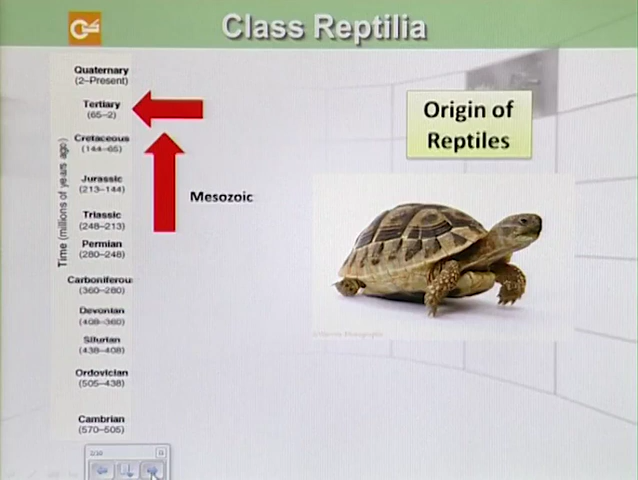 Class Reptilia
Quaternary
(2–Present)
Tertiary
(65–2)
Cretaceous
(144–65)
Jurassic
(213–144)
Triassic
(248–213)
Permian
(280–248)
Carboniferou
(360–280)
Devonian
(408–360)
Silurian
(438–408)
Ordovician
(505–438)
Cambrian
(570–505)
Time (millions of years ago)
Mesozoic
Origin of
Reptiles